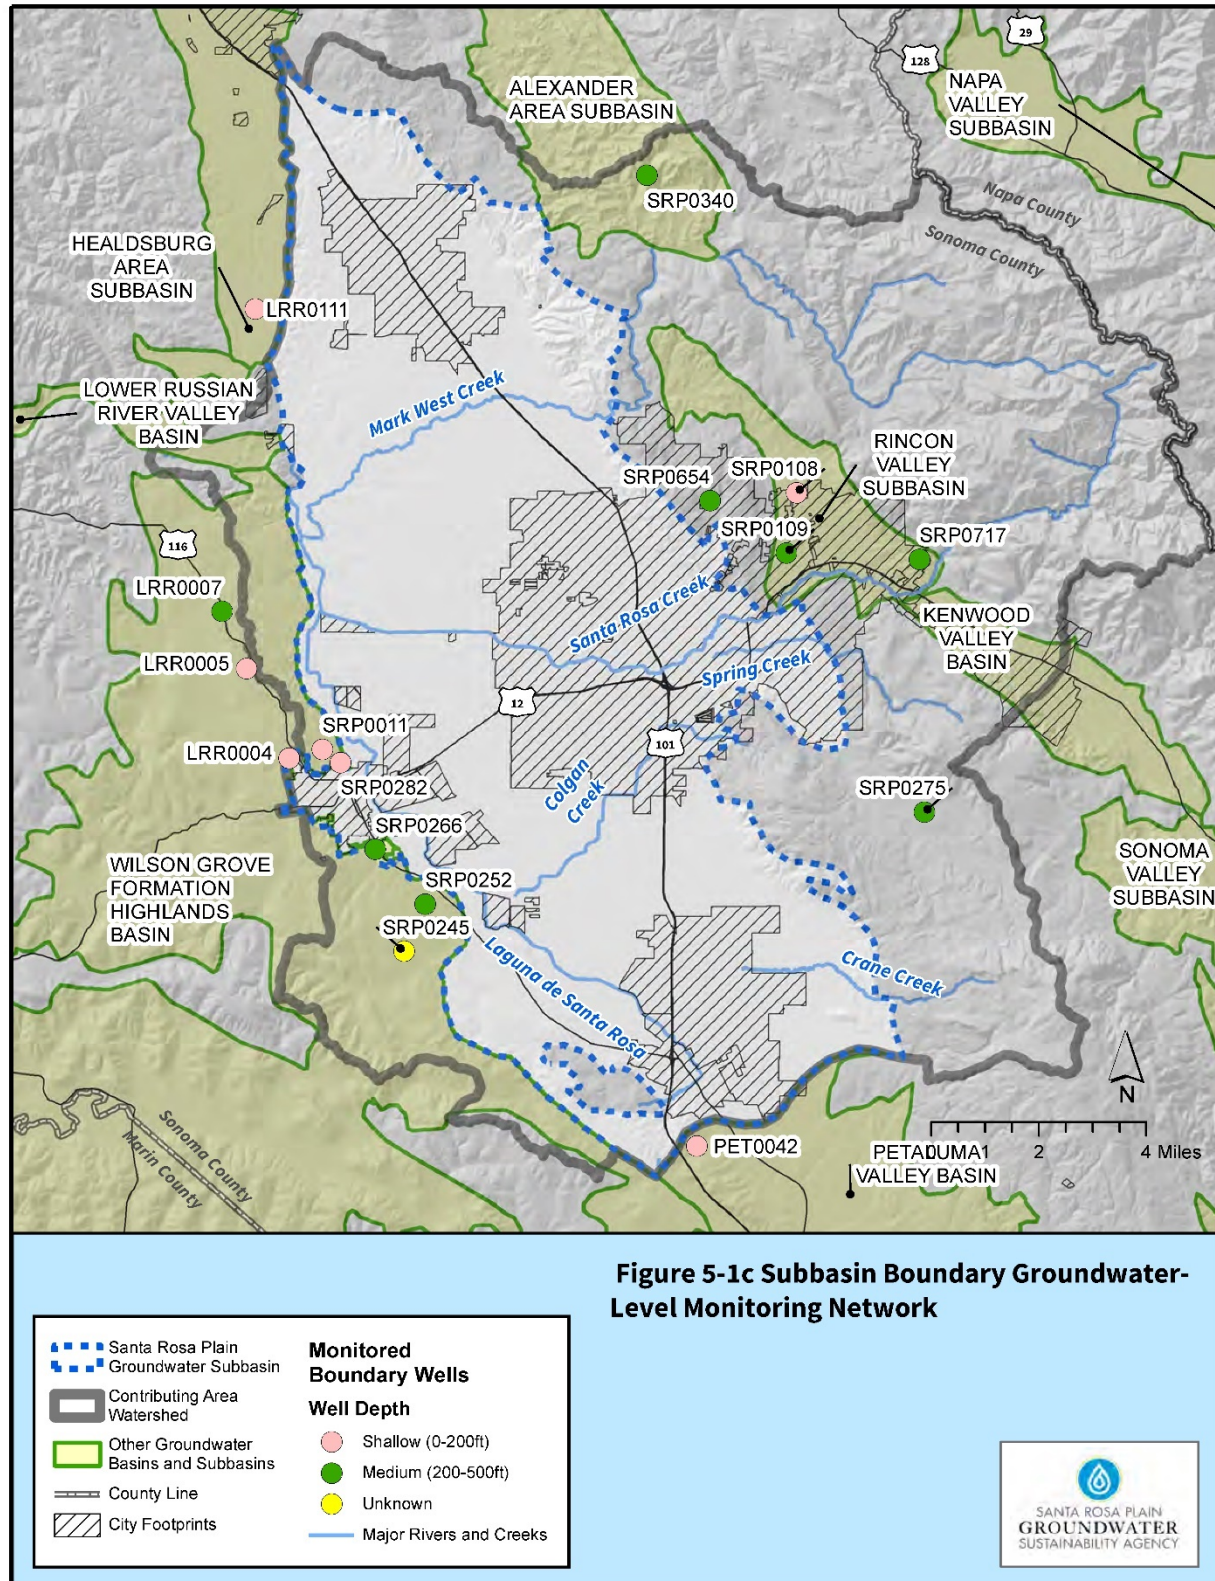 29
128
ALEXANDER
AREA SUBBASIN
NAPA
VALLEY
SUBBASIN
SRP0340
Napa County
Sonoma County
HEALDSBURG
AREA
SUBBASIN
LRR0111
LOWER RUSSIAN
RIVER VALLEY
BASIN
Mark West Creek
RINCON
VALLEY
SUBBASIN
SRP0108
SRP0654
SRP0109
SRP0717
116
LRR0007
Santa Rosa Creek
KENWOOD
VALLEY
BASIN
LRR0005
Spring Creek
12
SRP0011
LRR0004
101
SRP0282
Colgan
Creek
SRP0275
SRP0266
WILSON GROVE
FORMATION
HIGHLANDS
BASIN
SRP0252
SONOMA
VALLEY
SUBBASIN
SRP0245
Laguna de Santa Rosa
Crane Creek
N
Sonoma County
Marin County
0 1 2 4 Miles
PET0042
PETALUMA
VALLEY BASIN
Figure 5-1c Subbasin Boundary Groundwater-
Level Monitoring Network
Santa Rosa Plain
Groundwater Subbasin
Contributing Area
Watershed
Other Groundwater
Basins and Subbasins
County Line
City Footprints
Monitored
Boundary Wells
Well Depth
Shallow (0-200ft)
Medium (200-500ft)
Unknown
Major Rivers and Creeks
SANTA ROSA PLAIN
GROUNDWATER
SUSTAINABILITY AGENCY